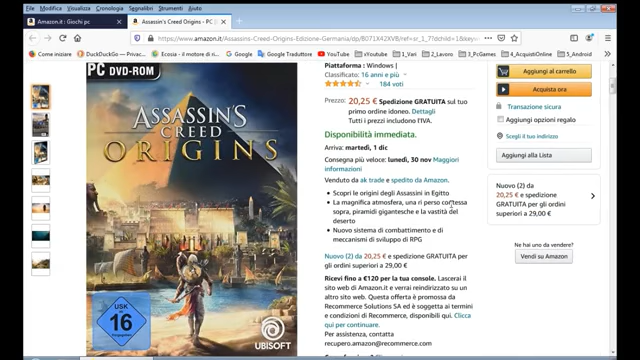 File Modifica Visualizza Cronologia Segnalibri Strumenti Aiuto
Amazon.it : Giochi pc
Assassin's Creed Origins - PC
https://www.amazon.it/Assassins-Creed-Origins-Edizione-Germania/dp/B071X42XVB/ref=sr_1_7?dchild=1&key
Come iniziare
DuckDuckGo — Privacy
Ecosia - il motore di ric
Google
Google Traduttore
YouTube
xYoutube
1_Vari
2_Lavoro
3_PcGames
4_AcquistiOnline
5_Android
PC DVD-ROM
ASSASSIN'S
CREED
ORIGINS
USK
ab
16
freigegeben
UBISOFT
Piattaforma : Windows |
Classificato: 16 anni e più
184 voti
Prezzo: 20,25 € Spedizione GRATUITA sul tuo
primo ordine idoneo. Dettagli
Tutti i prezzi includono l'IVA.
Disponibilità immediata.
Arriva: martedì, 1 dic
Consegna più veloce: lunedì, 30 nov Maggiori
informazioni
Venduto da ak trade e spedito da Amazon.
Scopri le origini degli Assassini in Egitto
La magnifica atmosfera, una ri perso connessa
sopra, piramidi gigantesche e la vastità del
deserto
Nuovo sistema di combattimento e di
meccanismi di sviluppo di RPG
Nuovo (2) da 20,25 € e spedizione GRATUITA per
gli ordini superiori a 29,00 €
Ricevi fino a €120 per la tua console. Lascerai il
sito web di Amazon.it e verrai reindirizzato su un
altro sito web. Questa offerta è promossa da
Recommerce Solutions SA ed è soggetta ai termini
e condizioni di Recommerce, disponibili qui. Clicca
qui per continuare.
Per assistenza, contatta
recupero.amazon@recommerce.com
Aggiungi al carrello
Acquista ora
Transazione sicura
Aggiungi opzioni regalo
Scegli il tuo indirizzo
Aggiungi alla Lista
Nuovo (2) da
20,25 € e spedizione
GRATUITA per gli ordini
superiori a 29,00 €
Ne hai uno da vendere?
Vendi su Amazon